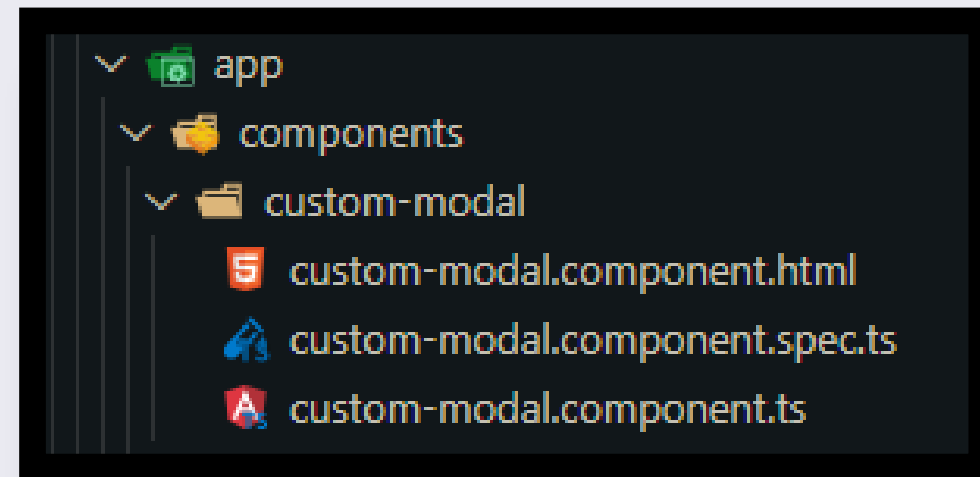 app
components
custom-modal
custom-modal.component.html
custom-modal.component.spec.ts
custom-modal.component.ts